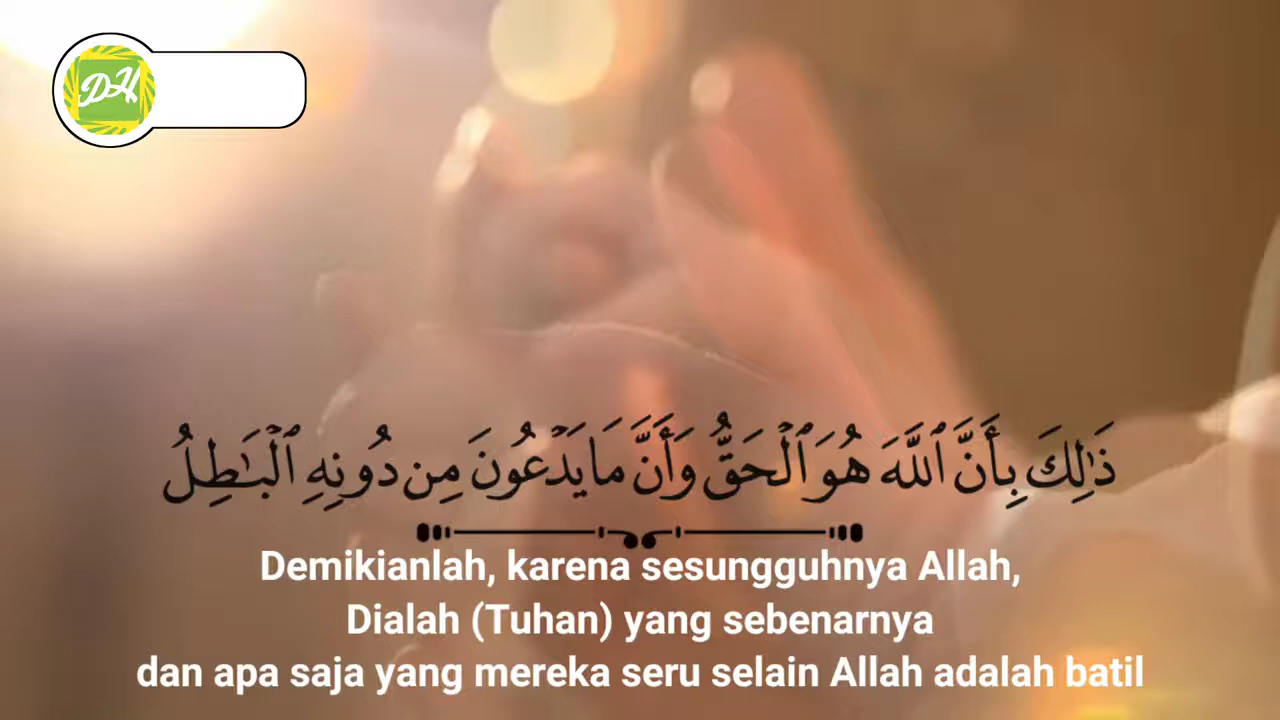 DH
ذَٰلِكَ بِأَنَّ ٱللَّهَ هُوَ ٱلۡحَقُّ وَأَنَّ مَا يَدۡعُونَ مِن دُونِهِ ٱلۡبَٰطِلُ
Demikianlah, karena sesungguhnya Allah,
Dialah (Tuhan) yang sebenarnya
dan apa saja yang mereka seru selain Allah adalah batil